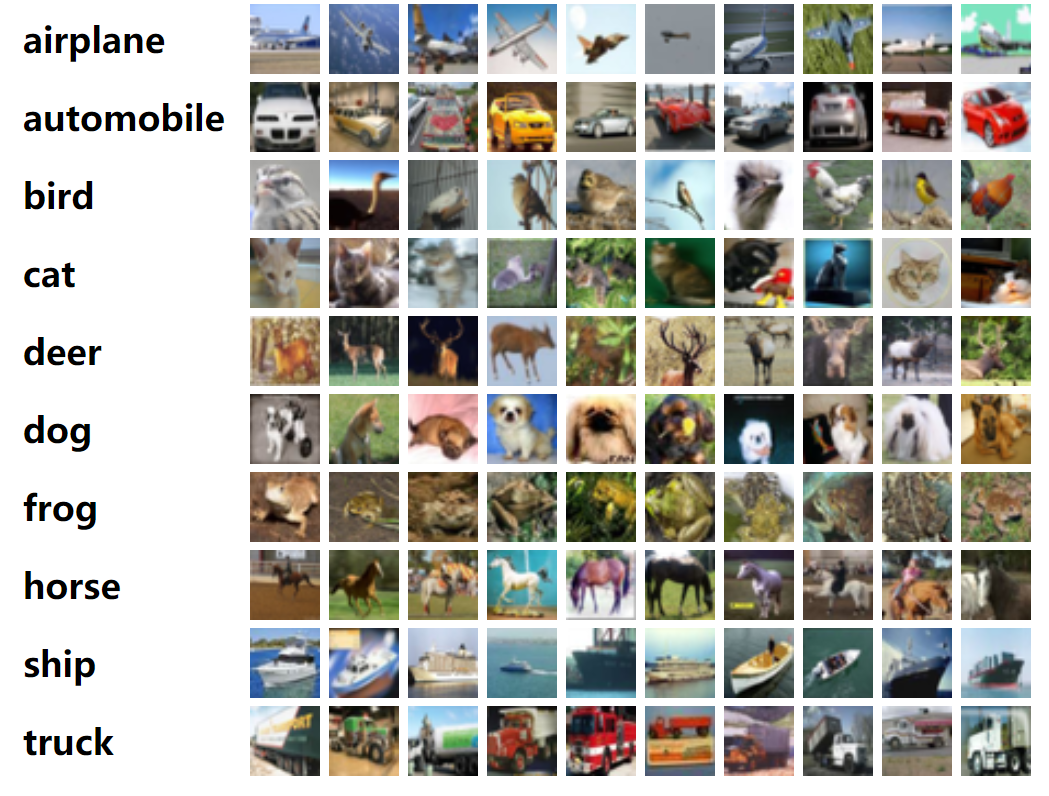 airplane
automobile
bird
cat
deer
dog
frog
horse
ship
truck